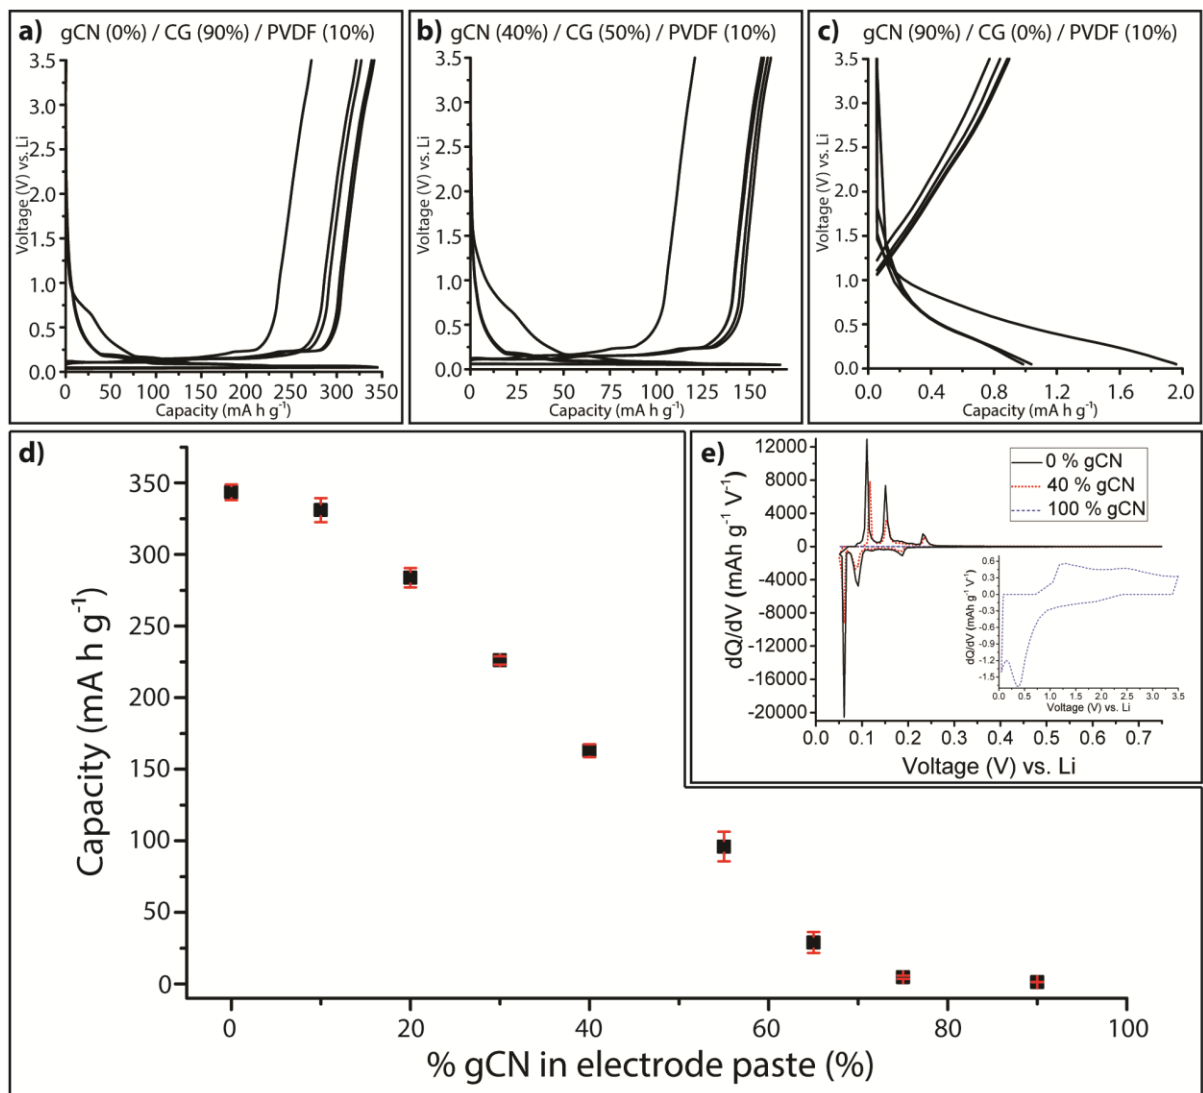 a) gCN (0%) / CG (90%) / PVDF (10%)
3.5
3.0
2.5
2.0
1.5
1.0
0.5
0.0
Voltage (V) vs. Li
0 50 100 150 200 250 300 350
Capacity (mA h g-1)
b) gCN (40%) / CG (50%) / PVDF (10%)
3.5
3.0
2.5
2.0
1.5
1.0
0.5
0.0
Voltage (V) vs. Li
0 25 50 75 100 125 150
Capacity (mA h g-1)
c) gCN (90%) / CG (0%) / PVDF (10%)
3.5
3.0
2.5
2.0
1.5
1.0
0.5
0.0
Voltage (V) vs. Li
0.0 0.4 0.8 1.2 1.6 2.0
Capacity (mA h g-1)
d)
350
300
250
200
150
100
50
0
Capacity (mA h g-1)
0 20 40 60 80 100
% gCN in electrode paste (%)
e)
12000
8000
4000
0
-4000
-8000
-12000
-16000
-20000
dQ/dV (mAh g-1 V-1)
0 % gCN
40 % gCN
100 % gCN
0.6
0.3
0.0
-0.3
-0.6
-0.9
-1.2
-1.5
dQ/dV (mAh g-1 V-1)
0.0 0.5 1.0 1.5 2.0 2.5 3.0 3.5
Voltage (V) vs. Li
0.0 0.1 0.2 0.3 0.4 0.5 0.6 0.7
Voltage (V) vs. Li